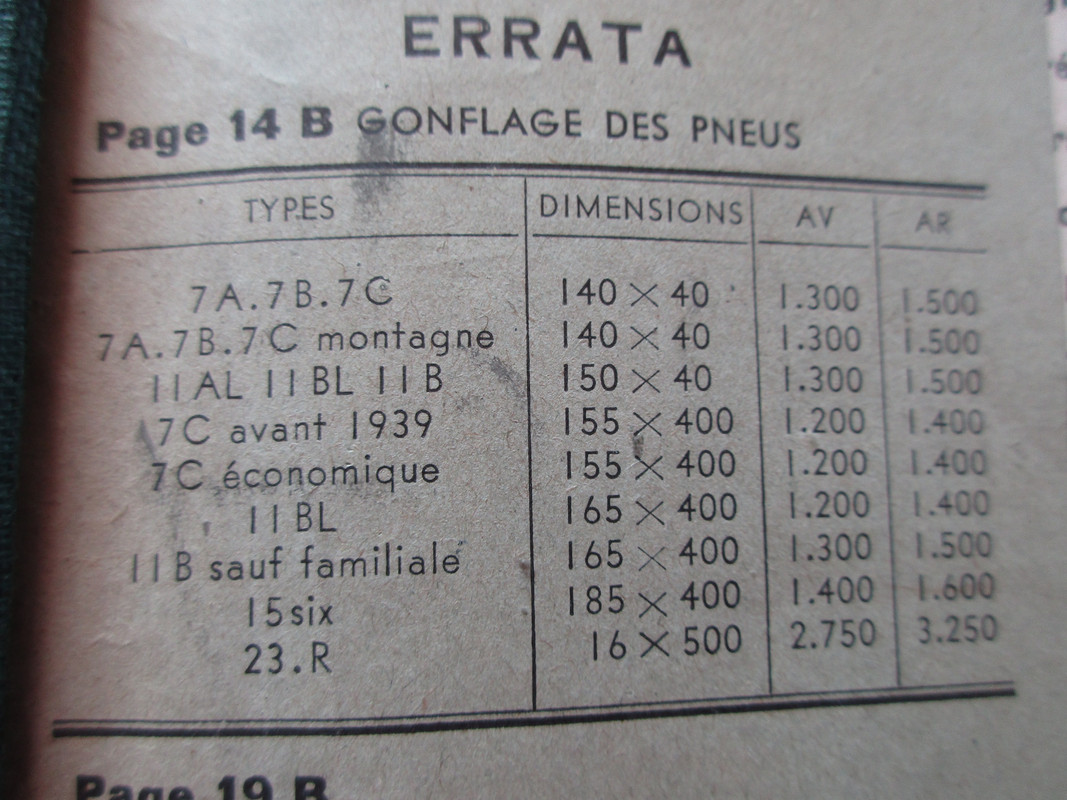 ERRATA
Page 14 B GONFLAGE DES PNEUS
TYPES DIMENSIONS AV AR
7A.7B.7C 140 × 40 1.300 1.500
7A.7B.7C montagne 140 × 40 1.300 1.500
11AL 11BL 11B 150 × 40 1.300 1.500
7C avant 1939 155 × 400 1.200 1.400
7C économique 155 × 400 1.200 1.400
11BL 165 × 400 1.200 1.400
11B sauf familiale 165 × 400 1.300 1.500
15six 185 × 400 1.400 1.600
23.R 16 × 500 2.750 3.250
Page 19 B